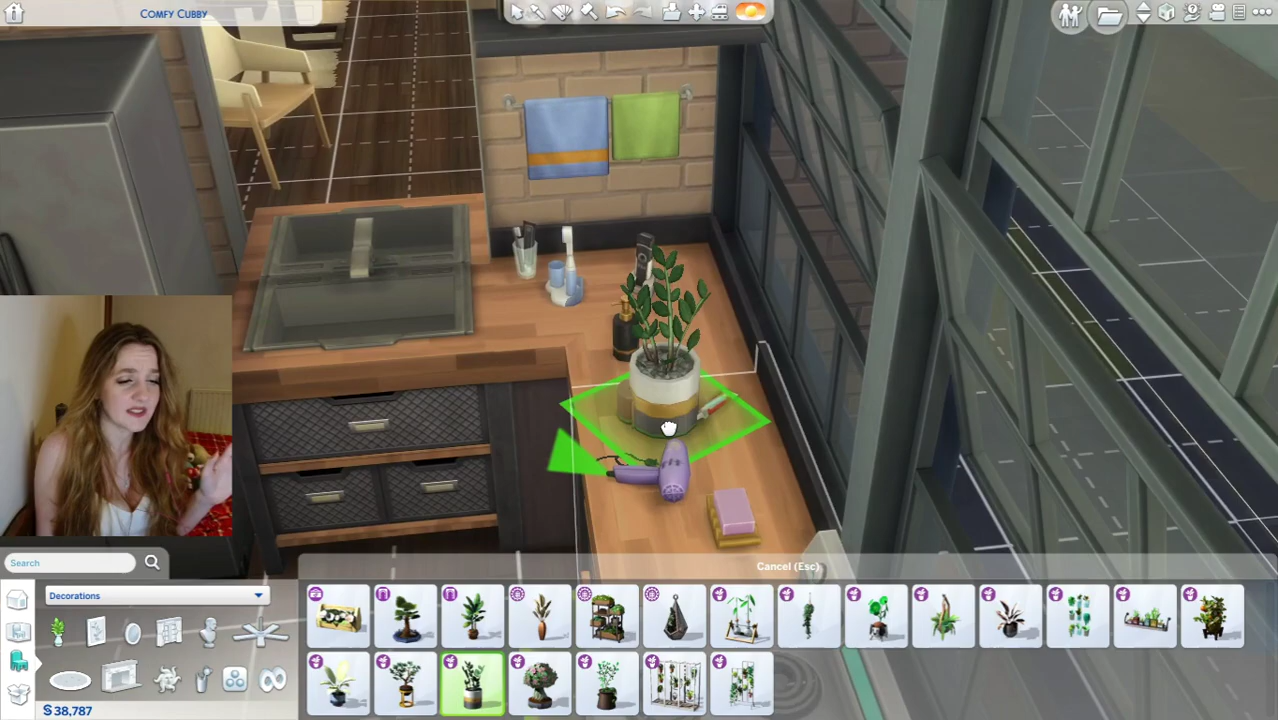 COMFY CUBBY
Cancel (Esc)
Search
Decorations
$38,787